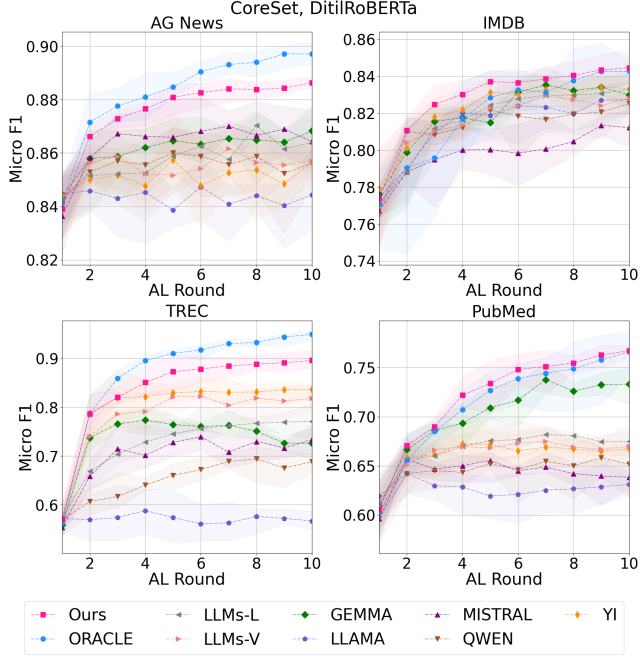 CoreSet, DitilRoBERTa
AG News
IMDB
0.90
0.88
0.86
0.84
0.82
Micro F1
2 4 6 8 10
AL Round
0.86
0.84
0.82
0.80
0.78
0.76
0.74
Micro F1
2 4 6 8 10
AL Round
TREC
PubMed
0.9
0.8
0.7
0.6
Micro F1
2 4 6 8 10
AL Round
0.75
0.70
0.65
0.60
Micro F1
2 4 6 8 10
AL Round
Ours LLMs-L GEMMA MISTRAL YI
ORACLE LLMs-V LLAMA QWEN